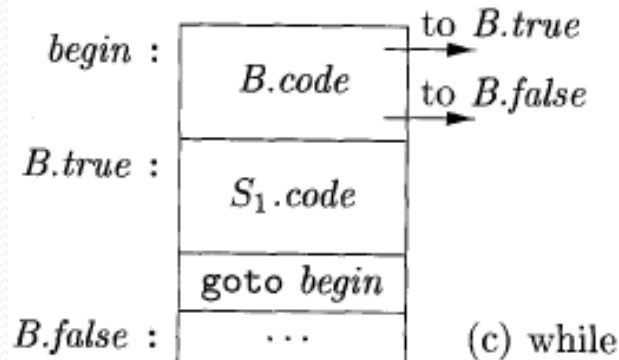 to B.true
begin :
B.code
to B.false
B.true :
S₁.code
goto begin
B.false : ... (c) while